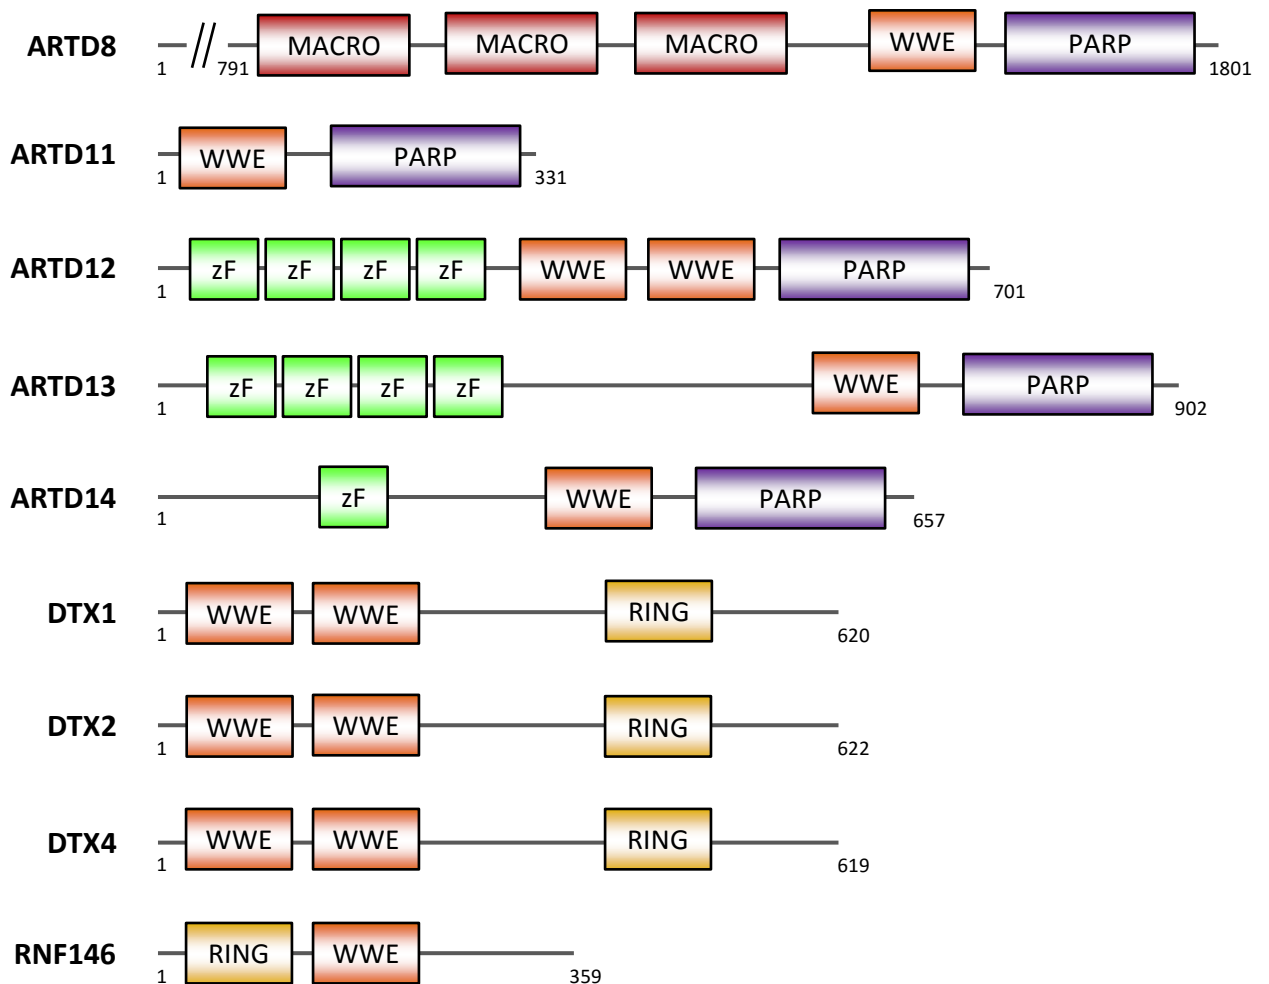 ARTD8 MACRO MACRO MACRO WWE PARP
1 // 791 1801
ARTD11 WWE PARP
1 331
ARTD12 zF zF zF zF WWE WWE PARP
1 701
ARTD13 zF zF zF zF WWE PARP
1 902
ARTD14 zF WWE PARP
1 657
DTX1 WWE WWE RING
1 620
DTX2 WWE WWE RING
1 622
DTX4 WWE WWE RING
1 619
RNF146 RING WWE
1 359